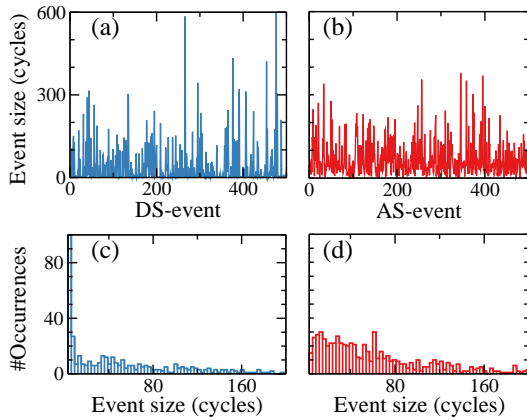 600
300
0
Event size (cycles)
(a)
(b)
0
200
400
0
200
400
DS-event
AS-event
80
40
0
#Occurrences
(c)
(d)
80
160
80
160
Event size (cycles)
Event size (cycles)